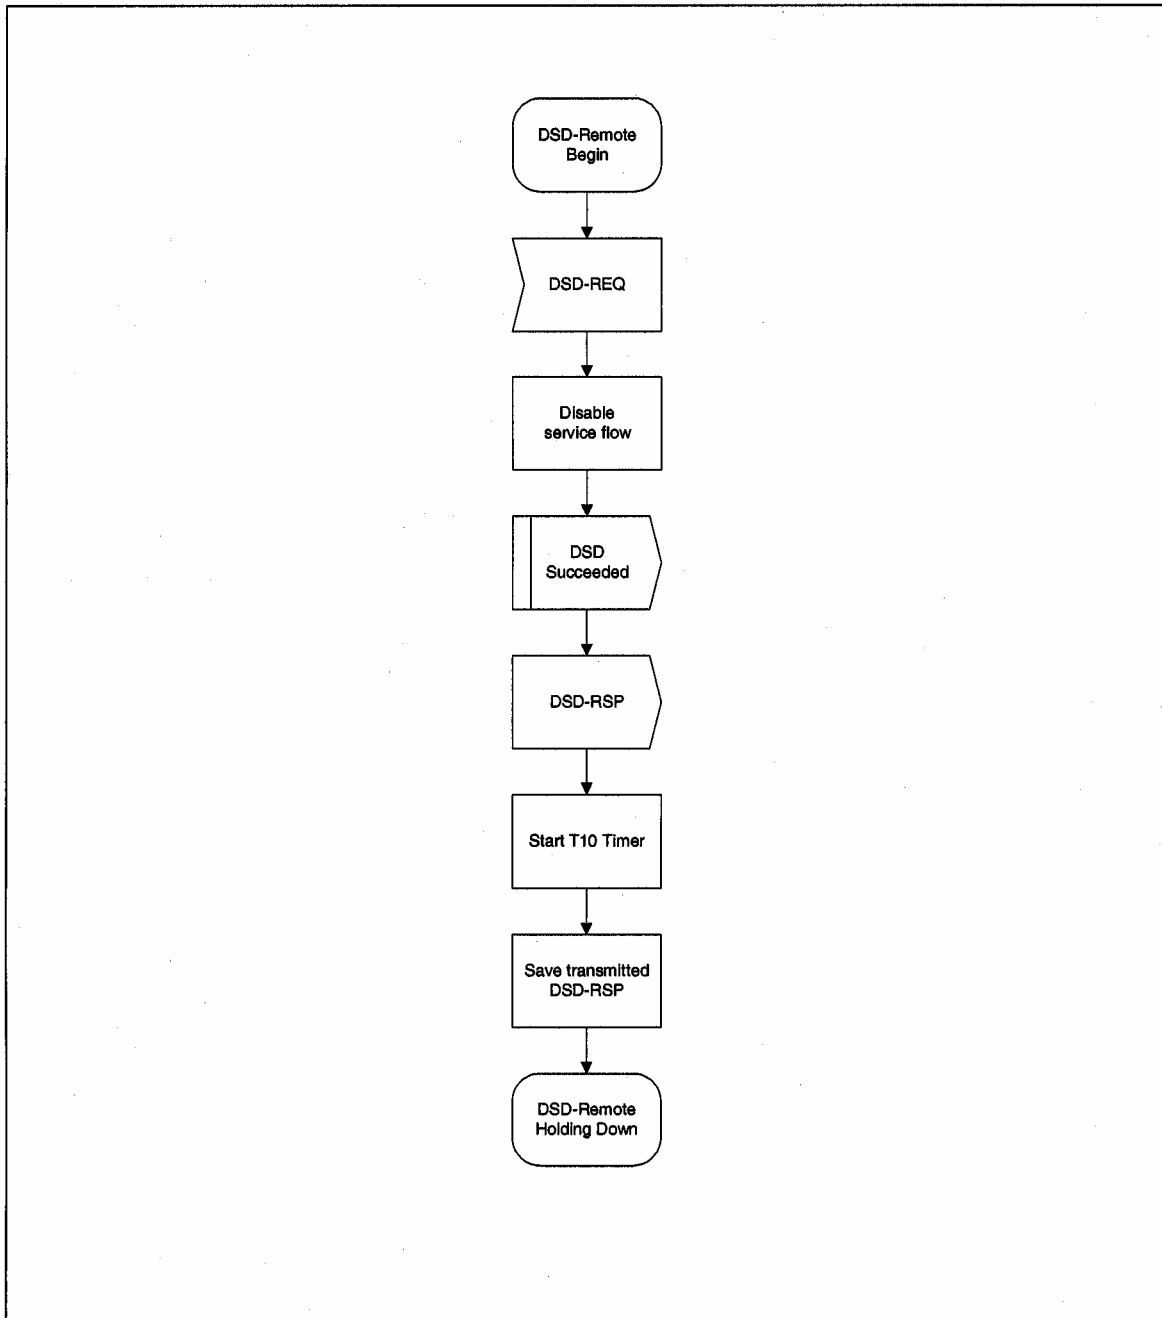 DSD-Remote
Begin
DSD-REQ
Disable
service flow
DSD
Succeeded
DSD-RSP
Start T10 Timer
Save transmitted
DSD-RSP
DSD-Remote
Holding Down